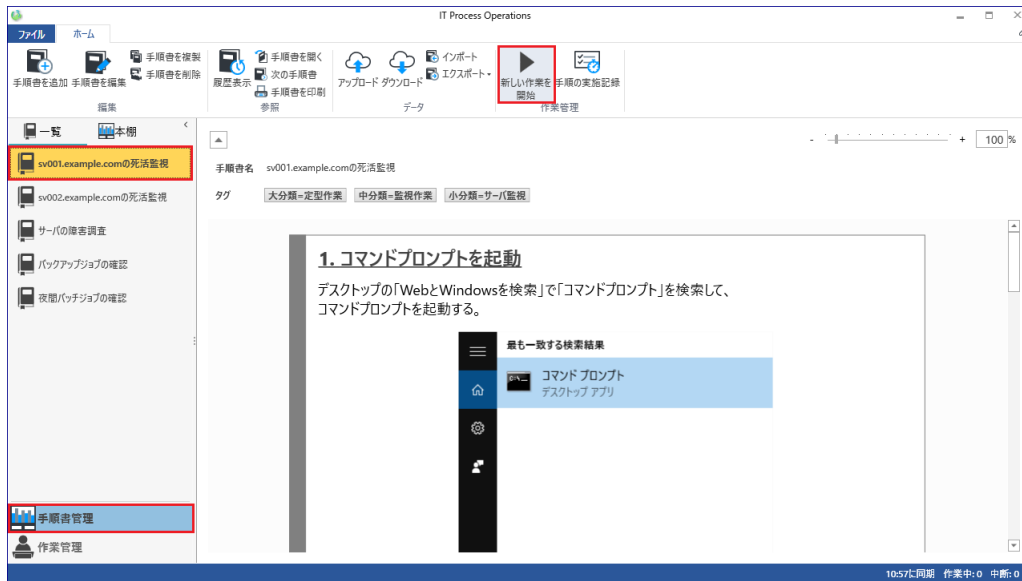 IT Process Operations
ファイル ホーム
手順書を追加 手順書を編集 手順書を複製 手順書を削除
編集
履歴表示 手順書を開く 次の手順書 手順書を印刷
参照
アップロード ダウンロード インポート エクスポート
データ
新しい作業を開始 手順の実施記録
作業管理
一覧 本棚
sv001.example.comの死活監視
sv002.example.comの死活監視
サーバの障害調査
バックアップジョブの確認
夜間バッチジョブの確認
手順書管理
作業管理
- + 100 %
手順書名 sv001.example.comの死活監視
タグ 大分類=定型作業 中分類=監視作業 小分類=サーバ監視
1. コマンドプロンプトを起動
デスクトップの「WebとWindowsを検索」で「コマンドプロンプト」を検索して、
コマンドプロンプトを起動する。
最も一致する検索結果
コマンド プロンプト
デスクトップ アプリ
10:57に同期 作業中: 0 中断: 0